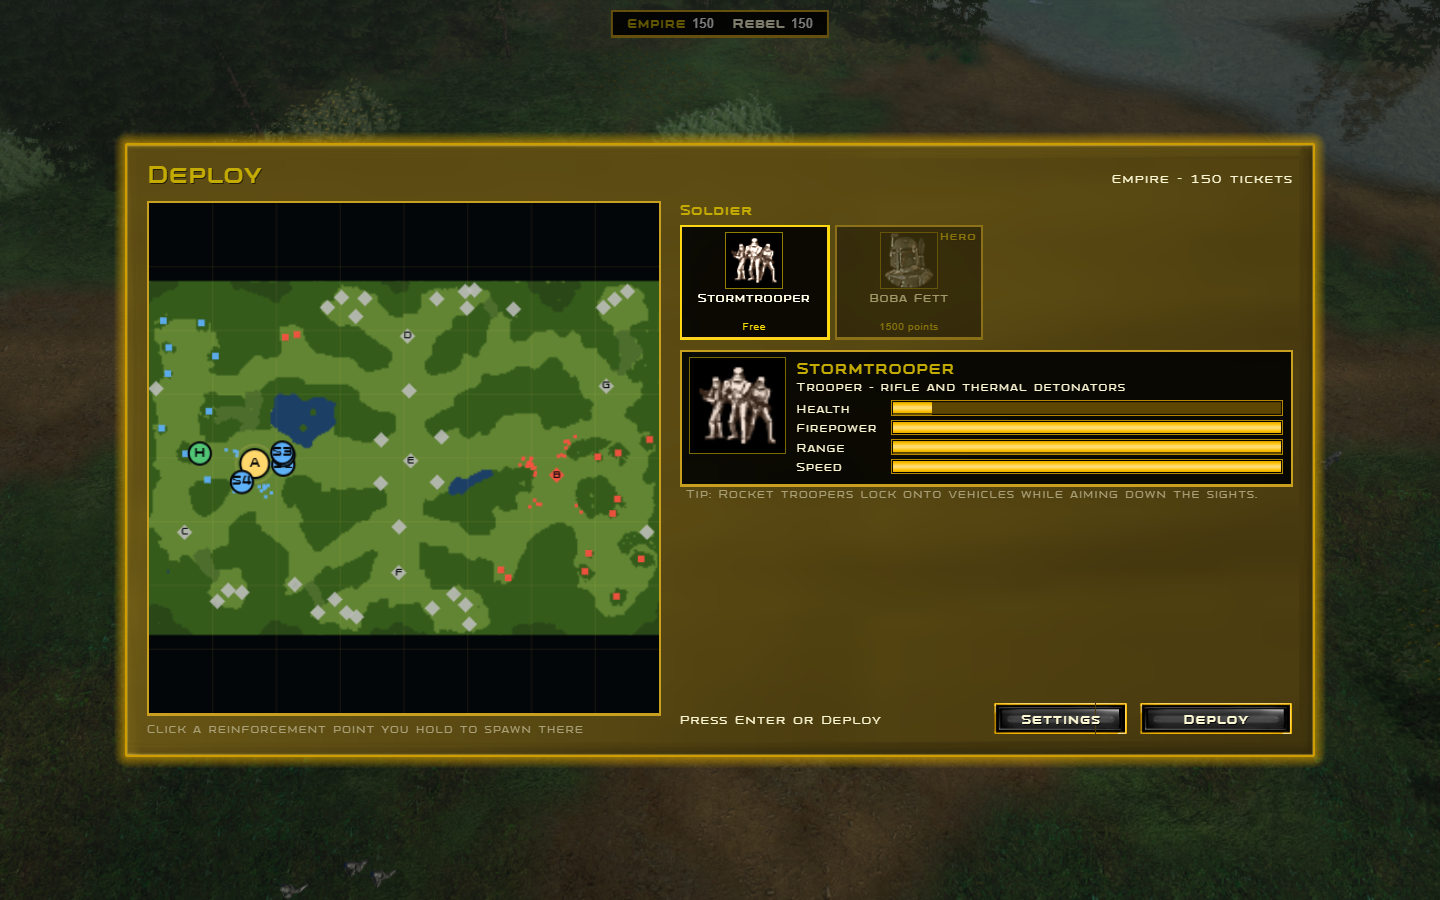 Empire 150 Rebel 150
Deploy
Empire - 150 tickets
Soldier
Stormtrooper
Free
Hero
Boba Fett
1500 points
Stormtrooper
Trooper - rifle and thermal detonators
Health
Firepower
Range
Speed
Tip: Rocket troopers lock onto vehicles while aiming down the sights.
D
G
H
A
E
B
C
F
Click a reinforcement point you hold to spawn there
Press Enter or Deploy
Settings
Deploy